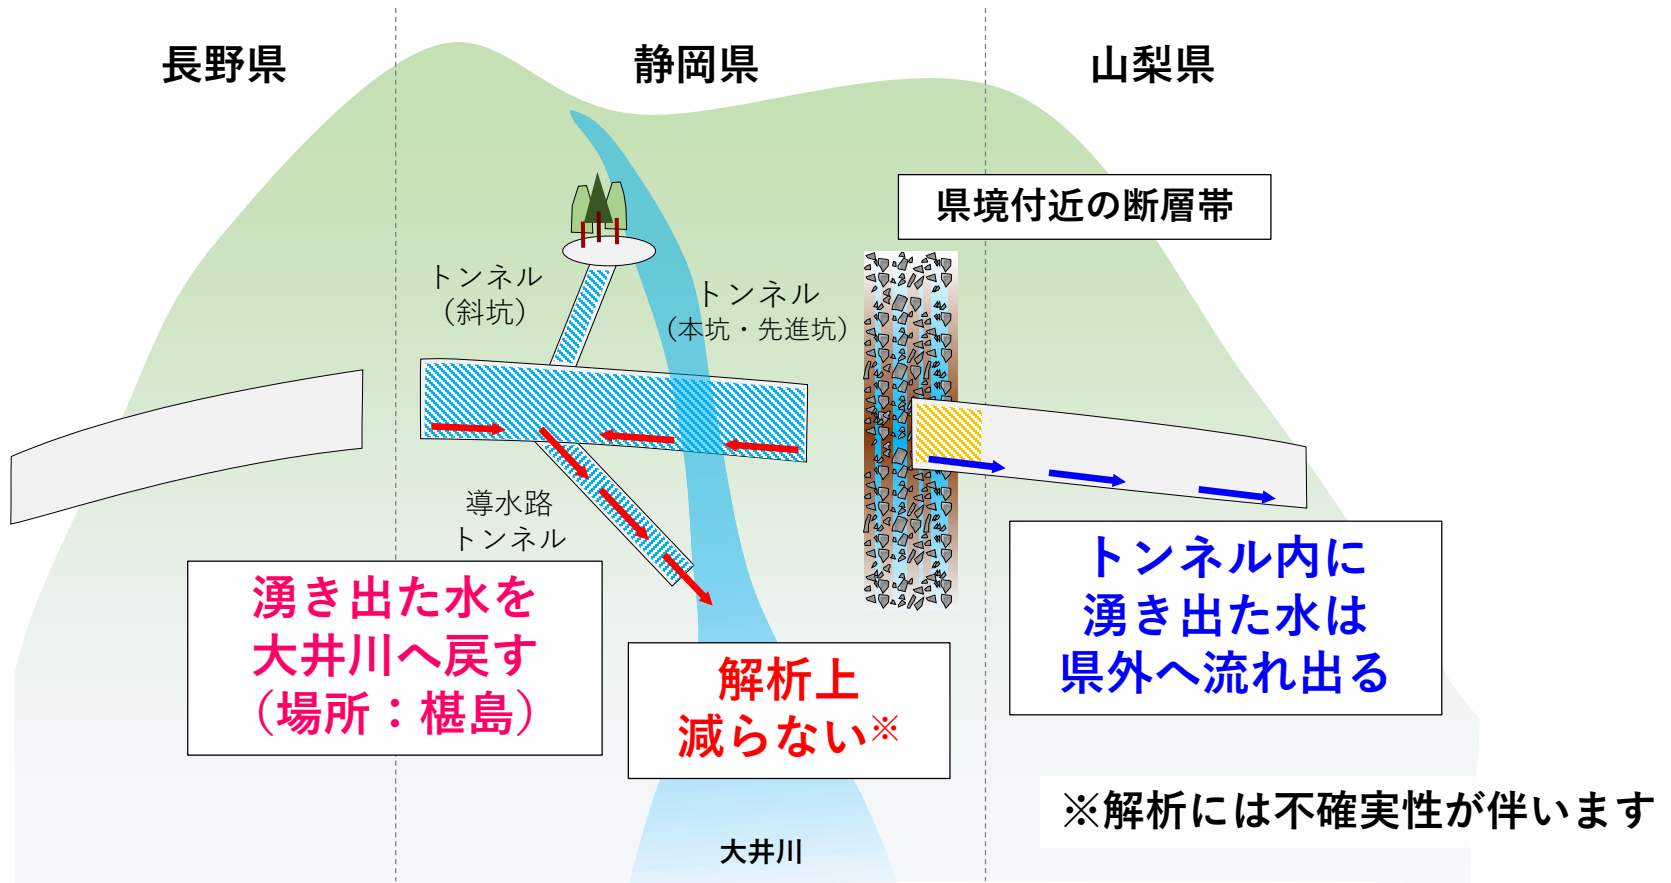 長野県
静岡県
山梨県
県境付近の断層帯
トンネル
（斜坑）
トンネル
（本坑・先進坑）
導水路
トンネル
湧き出た水を
大井川へ戻す
（場所：椹島）
解析上
減らない※
トンネル内に
湧き出た水は
県外へ流れ出る
※解析には不確実性が伴います
大井川